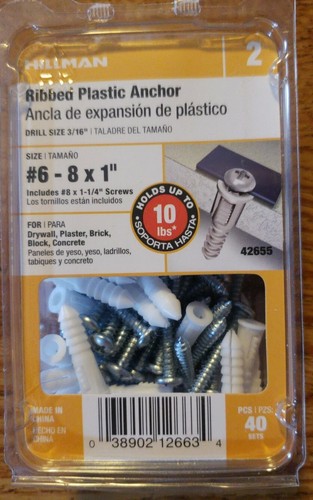 HILLMAN
2
Ribbed Plastic Anchor
Ancla de expansión de plástico
DRILL SIZE 3/16" | TALADRE DEL TAMAÑO
SIZE | TAMAÑO
#6 - 8 x 1"
Includes #8 x 1-1/4" Screws
Los tornillos están incluidos
HOLDS UP TO
10
lbs*
SOPORTA HASTA
FOR | PARA
Drywall, Plaster, Brick,
Block, Concrete
Paneles de yeso, yeso, ladrillos,
tabiques y concreto
42655
MADE IN
CHINA
HECHO EN
CHINA
0 38902 12663 4
PCS | PZS
40
SETS